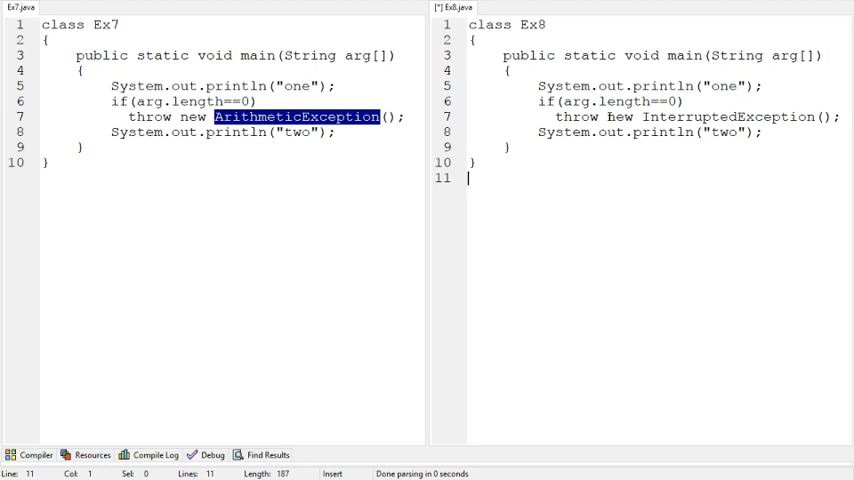 Ex7.java
1 class Ex7
2 {
3 public static void main(String arg[])
4 {
5 System.out.println("one");
6 if(arg.length==0)
7 throw new ArithmeticException();
8 System.out.println("two");
9 }
10 }
[*] Ex8.java
1 class Ex8
2 {
3 public static void main(String arg[])
4 {
5 System.out.println("one");
6 if(arg.length==0)
7 throw new InterruptedException();
8 System.out.println("two");
9 }
10 }
11
Compiler Resources Compile Log Debug Find Results
Line: 11 Col: 1 Sel: 0 Lines: 11 Length: 187 Insert Done parsing in 0 seconds